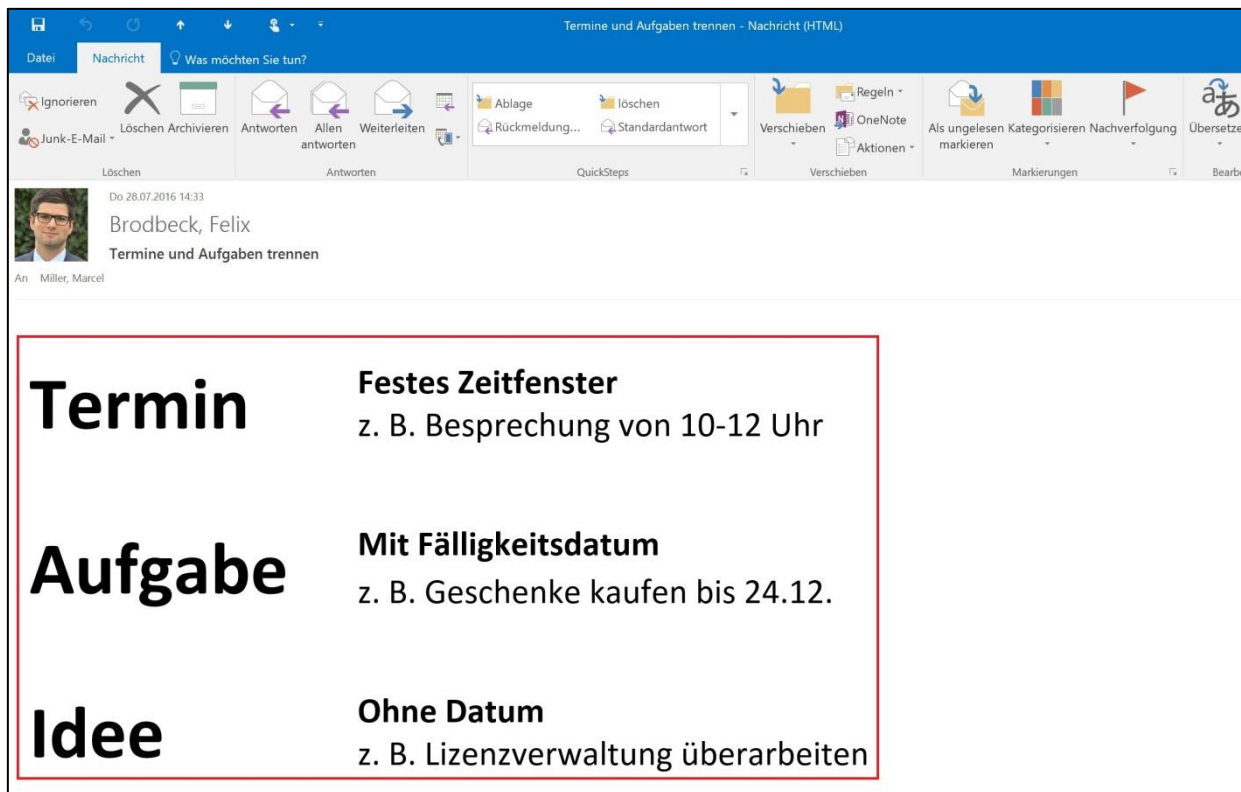 Termine und Aufgaben trennen - Nachricht (HTML)
Datei Nachricht Was möchten Sie tun?
Ignorieren
Junk-E-Mail
Löschen Archivieren
Löschen
Antworten Allen antworten Weiterleiten
Antworten
Ablage löschen
Rückmeldung... Standardantwort
QuickSteps
Verschieben
Regeln
OneNote
Aktionen
Verschieben
Als ungelesen markieren Kategorisieren Nachverfolgung
Markierungen
Übersetze
Bearbe
Do 28.07.2016 14:33
Brodbeck, Felix
Termine und Aufgaben trennen
An Miller, Marcel
Termin
Festes Zeitfenster
z. B. Besprechung von 10-12 Uhr
Aufgabe
Mit Fälligkeitsdatum
z. B. Geschenke kaufen bis 24.12.
Idee
Ohne Datum
z. B. Lizenzverwaltung überarbeiten